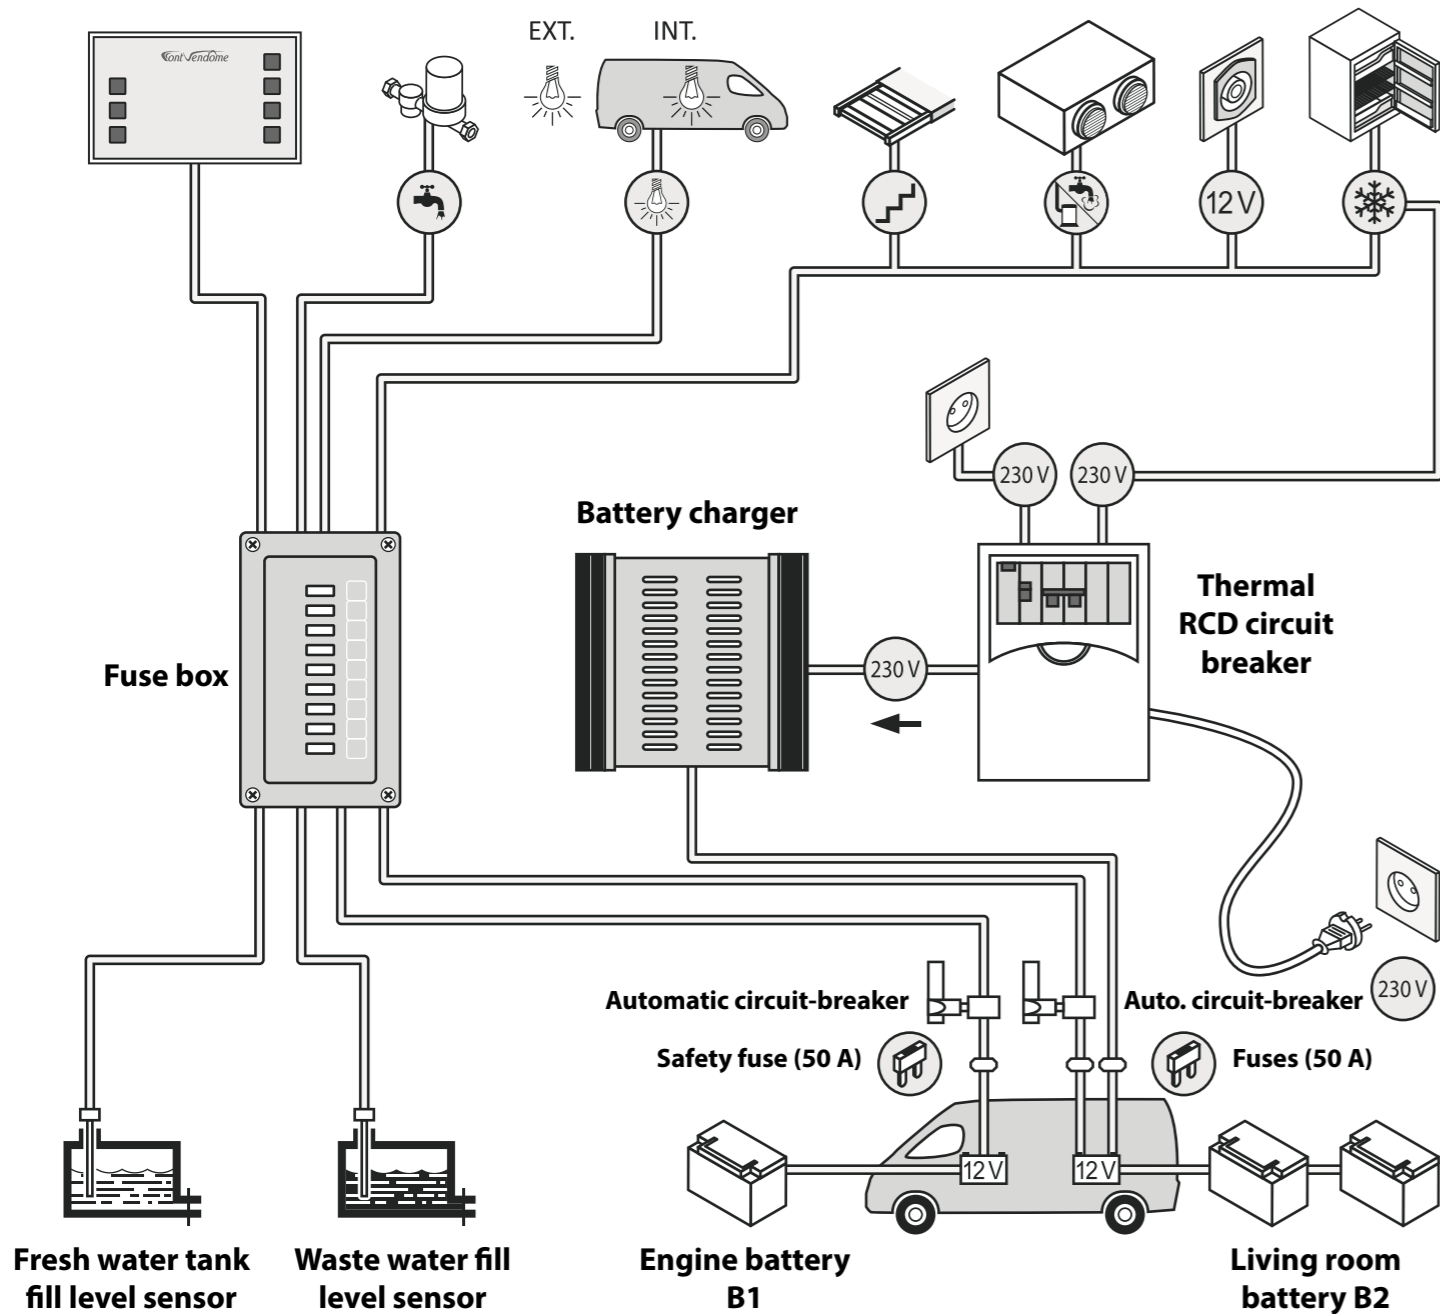 FontVendôme
EXT.
INT.
12 V
230 V
230 V
Battery charger
Thermal
RCD circuit
breaker
Fuse box
230 V
Automatic circuit-breaker
Auto. circuit-breaker
230 V
Safety fuse (50 A)
Fuses (50 A)
12 V
12 V
Fresh water tank
fill level sensor
Waste water fill
level sensor
Engine battery
B1
Living room
battery B2